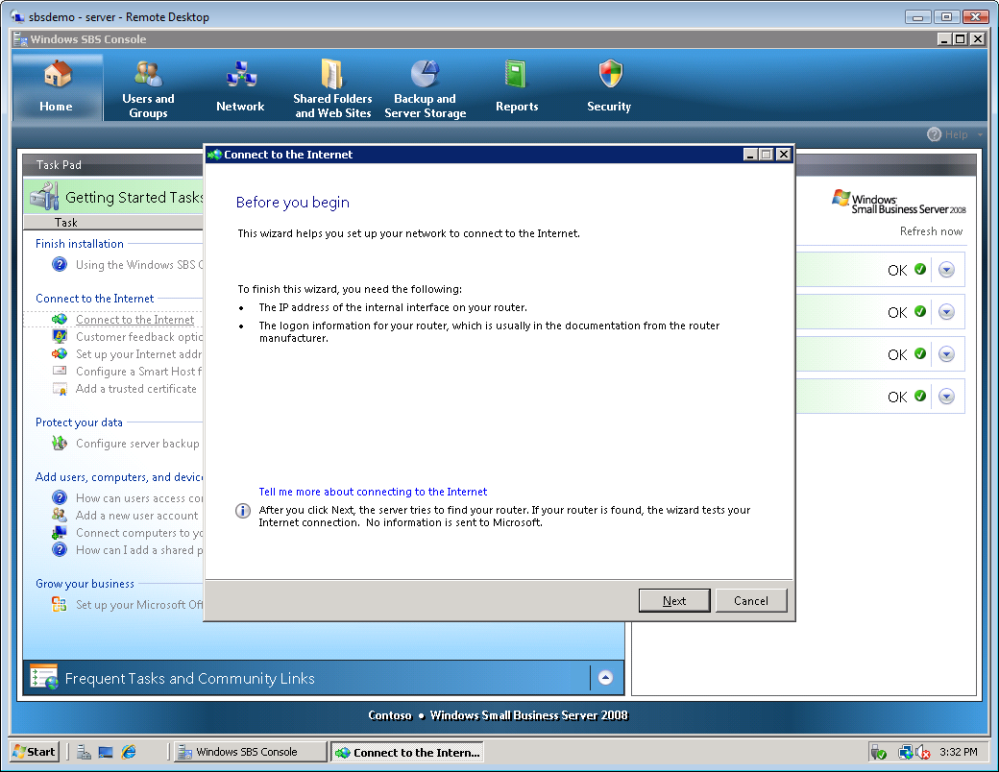 sbsdemo - server - Remote Desktop
Windows SBS Console
Home
Users and
Groups
Network
Shared Folders
and Web Sites
Backup and
Server Storage
Reports
Security
Help
Task Pad
Getting Started Tasks
Task
Finish installation
Using the Windows SBS C
Connect to the Internet
Connect to the Internet
Customer feedback optio
Set up your Internet addr
Configure a Smart Host f
Add a trusted certificate
Protect your data
Configure server backup
Add users, computers, and device
How can users access co
Add a new user account
Connect computers to yo
How can I add a shared p
Grow your business
Set up your Microsoft Off
Frequent Tasks and Community Links
Connect to the Internet
Before you begin
This wizard helps you set up your network to connect to the Internet.
To finish this wizard, you need the following:
• The IP address of the internal interface on your router.
• The logon information for your router, which is usually in the documentation from the router
manufacturer.
Tell me more about connecting to the Internet
After you click Next, the server tries to find your router. If your router is found, the wizard tests your
Internet connection. No information is sent to Microsoft.
Next
Cancel
Windows
Small Business Server 2008
Refresh now
OK
OK
OK
OK
Contoso • Windows Small Business Server 2008
Start
Windows SBS Console
Connect to the Intern...
3:32 PM